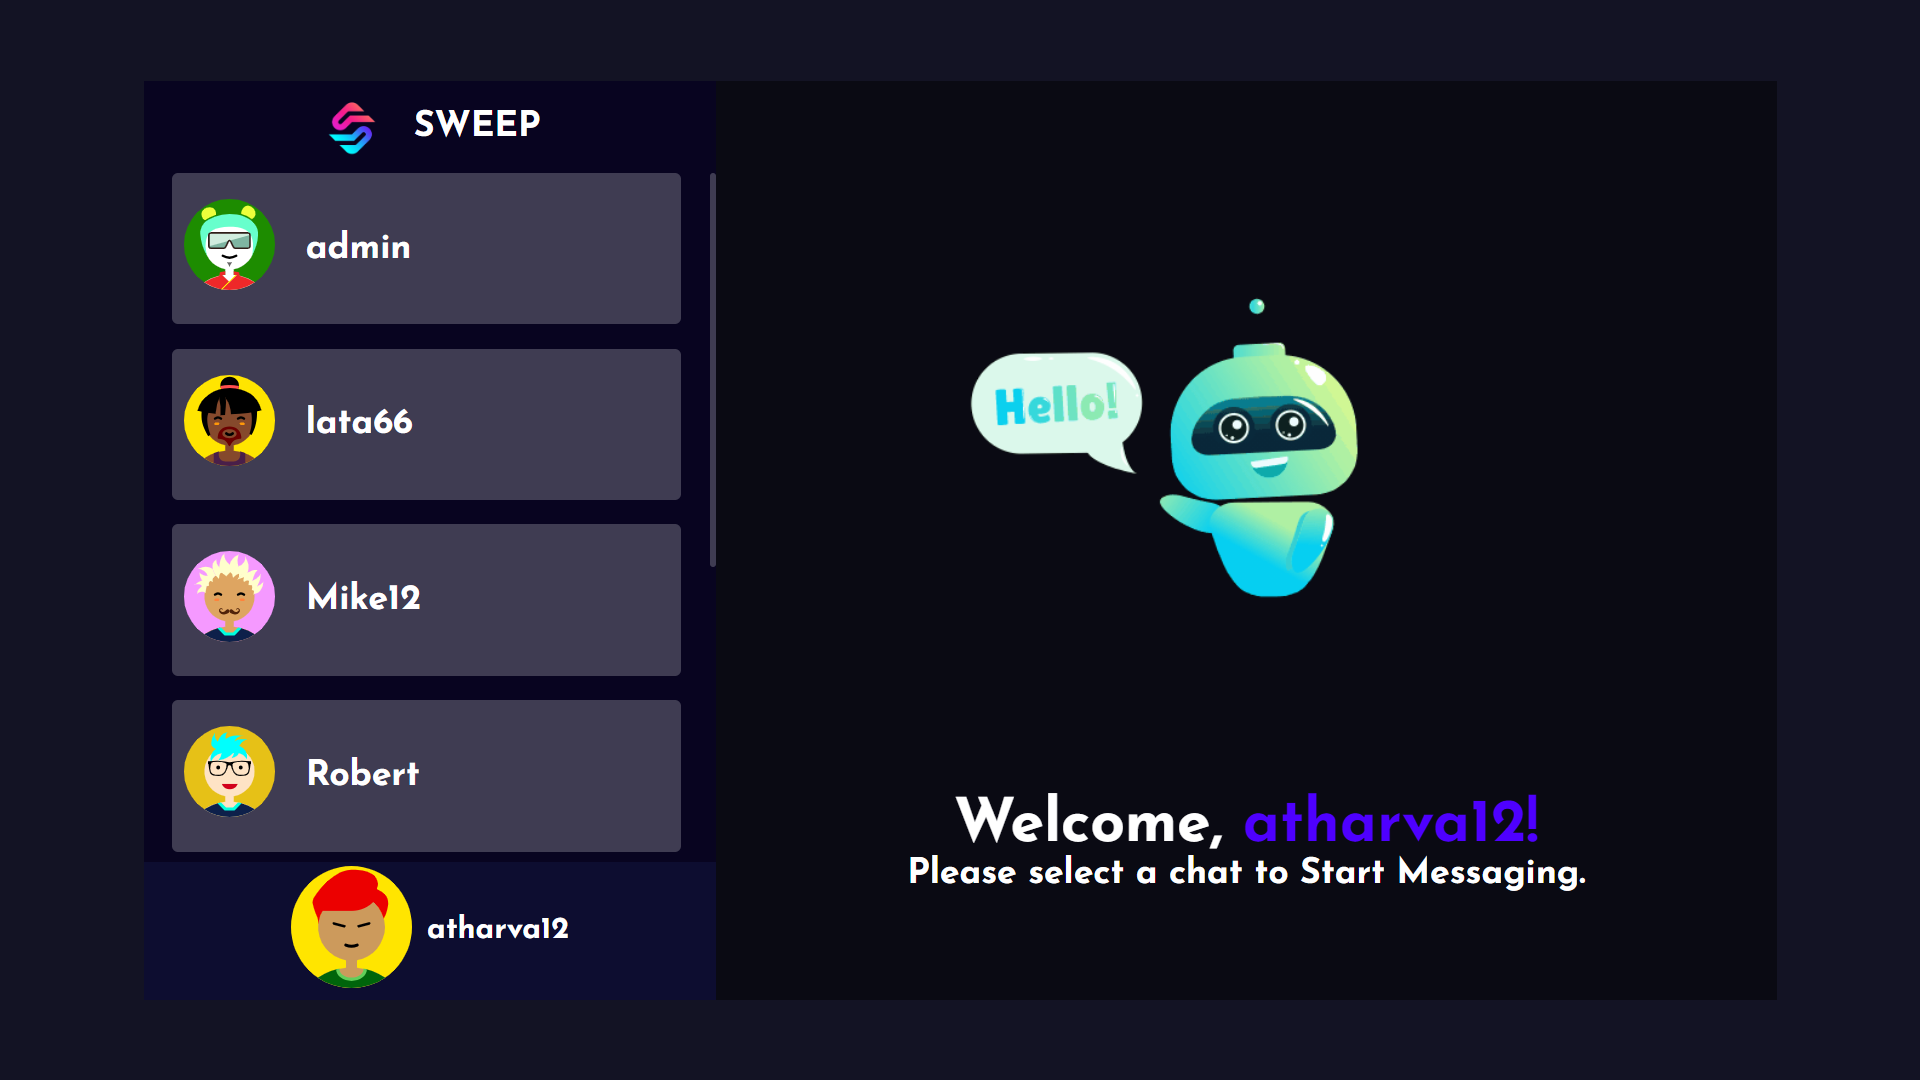 SWEEP
admin
lata66
Mike12
Robert
atharva12
Hello!
Welcome, atharva12!
Please select a chat to Start Messaging.